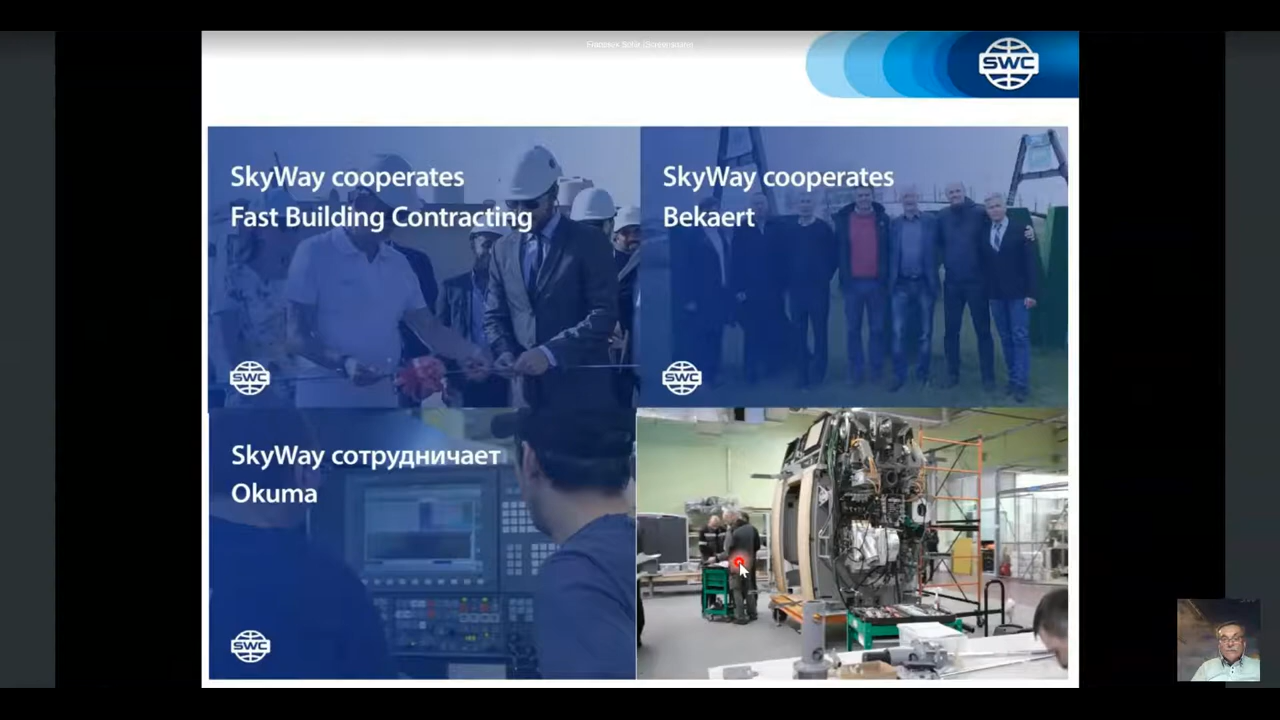 SWC
SkyWay cooperates
Fast Building Contracting
SWC
SkyWay cooperates
Bekaert
SWC
SkyWay сотрудничает
Okuma
SWC